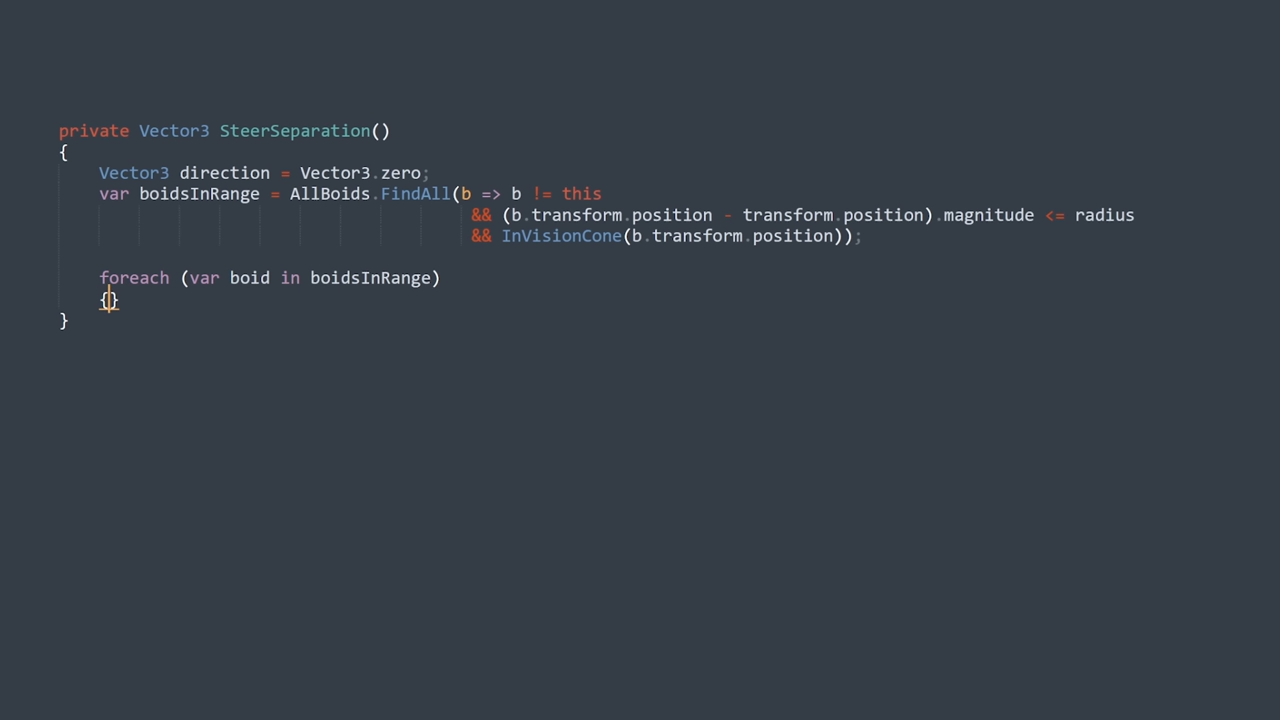 private Vector3 SteerSeparation()
{
Vector3 direction = Vector3.zero;
var boidsInRange = AllBoids.FindAll(b => b != this
&& (b.transform.position - transform.position).magnitude <= radius
&& InVisionCone(b.transform.position));
foreach (var boid in boidsInRange)
{}
}